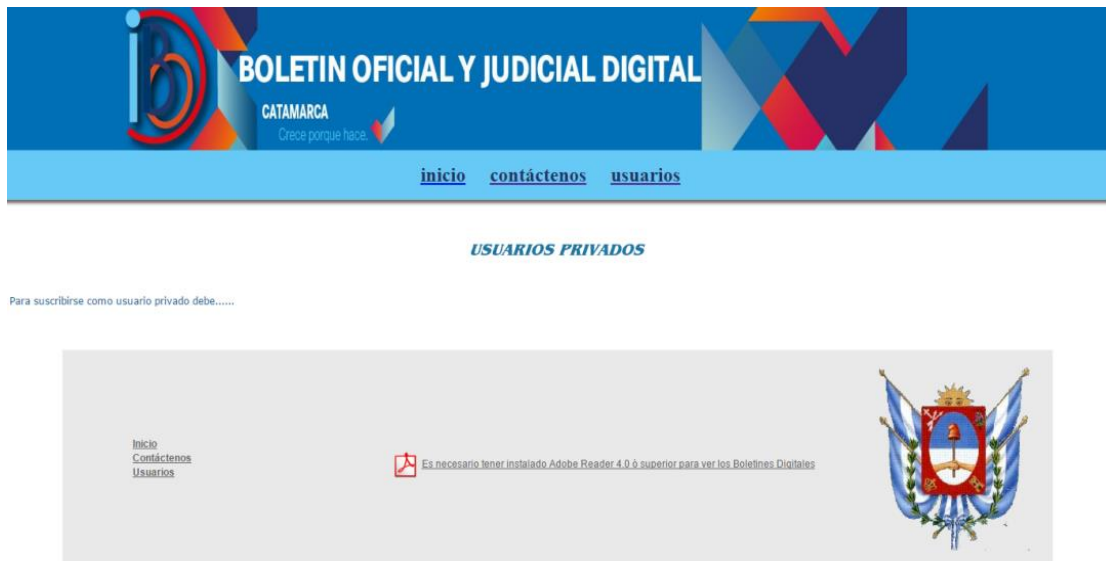 BOLETIN OFICIAL Y JUDICIAL DIGITAL
CATAMARCA
Crece porque hace.
inicio contáctenos usuarios
USUARIOS PRIVADOS
Para suscribirse como usuario privado debe......
Inicio
Contáctenos
Usuarios
Es necesario tener instalado Adobe Reader 4.0 ò superior para ver los Boletines Digitales